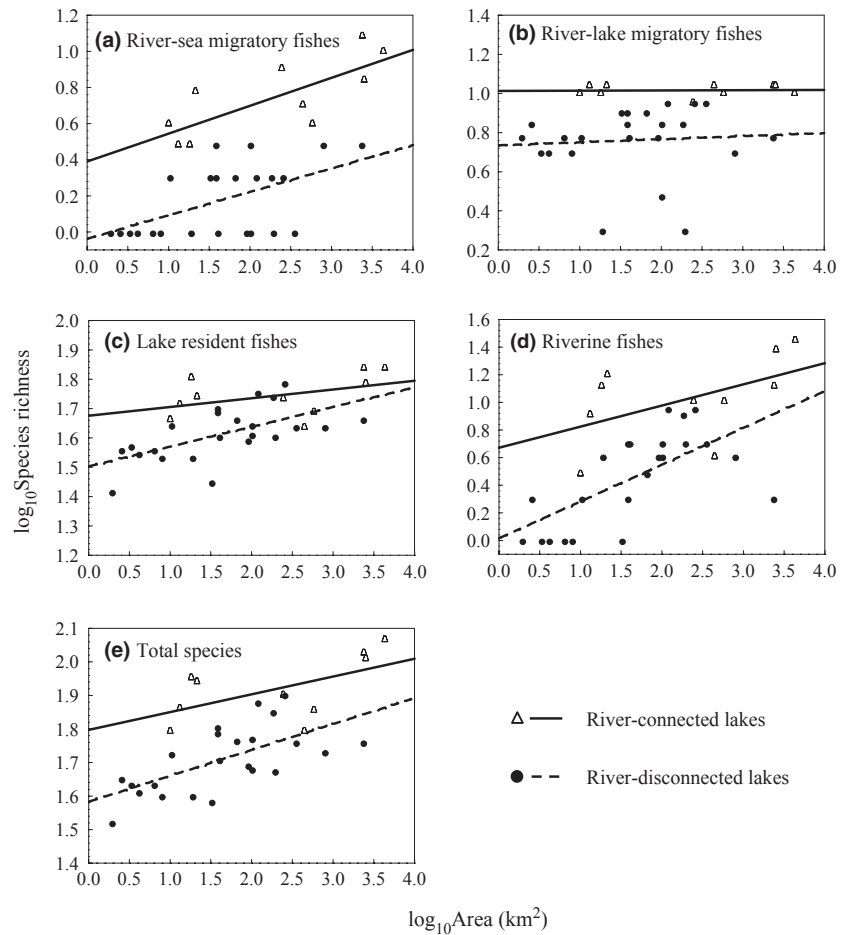 (a) River-sea migratory fishes
1.2
1.0
0.8
0.6
0.4
0.2
0.0
0.0 0.5 1.0 1.5 2.0 2.5 3.0 3.5 4.0
(b) River-lake migratory fishes
1.4
1.2
1.0
0.8
0.6
0.4
0.2
0.0 0.5 1.0 1.5 2.0 2.5 3.0 3.5 4.0
(c) Lake resident fishes
2.0
1.9
1.8
1.7
1.6
1.5
1.4
1.3
1.2
0.0 0.5 1.0 1.5 2.0 2.5 3.0 3.5 4.0
(d) Riverine fishes
1.6
1.4
1.2
1.0
0.8
0.6
0.4
0.2
0.0
0.0 0.5 1.0 1.5 2.0 2.5 3.0 3.5 4.0
(e) Total species
2.1
2.0
1.9
1.8
1.7
1.6
1.5
1.4
0.0 0.5 1.0 1.5 2.0 2.5 3.0 3.5 4.0
River-connected lakes
River-disconnected lakes
log₁₀Species richness
log₁₀Area (km²)